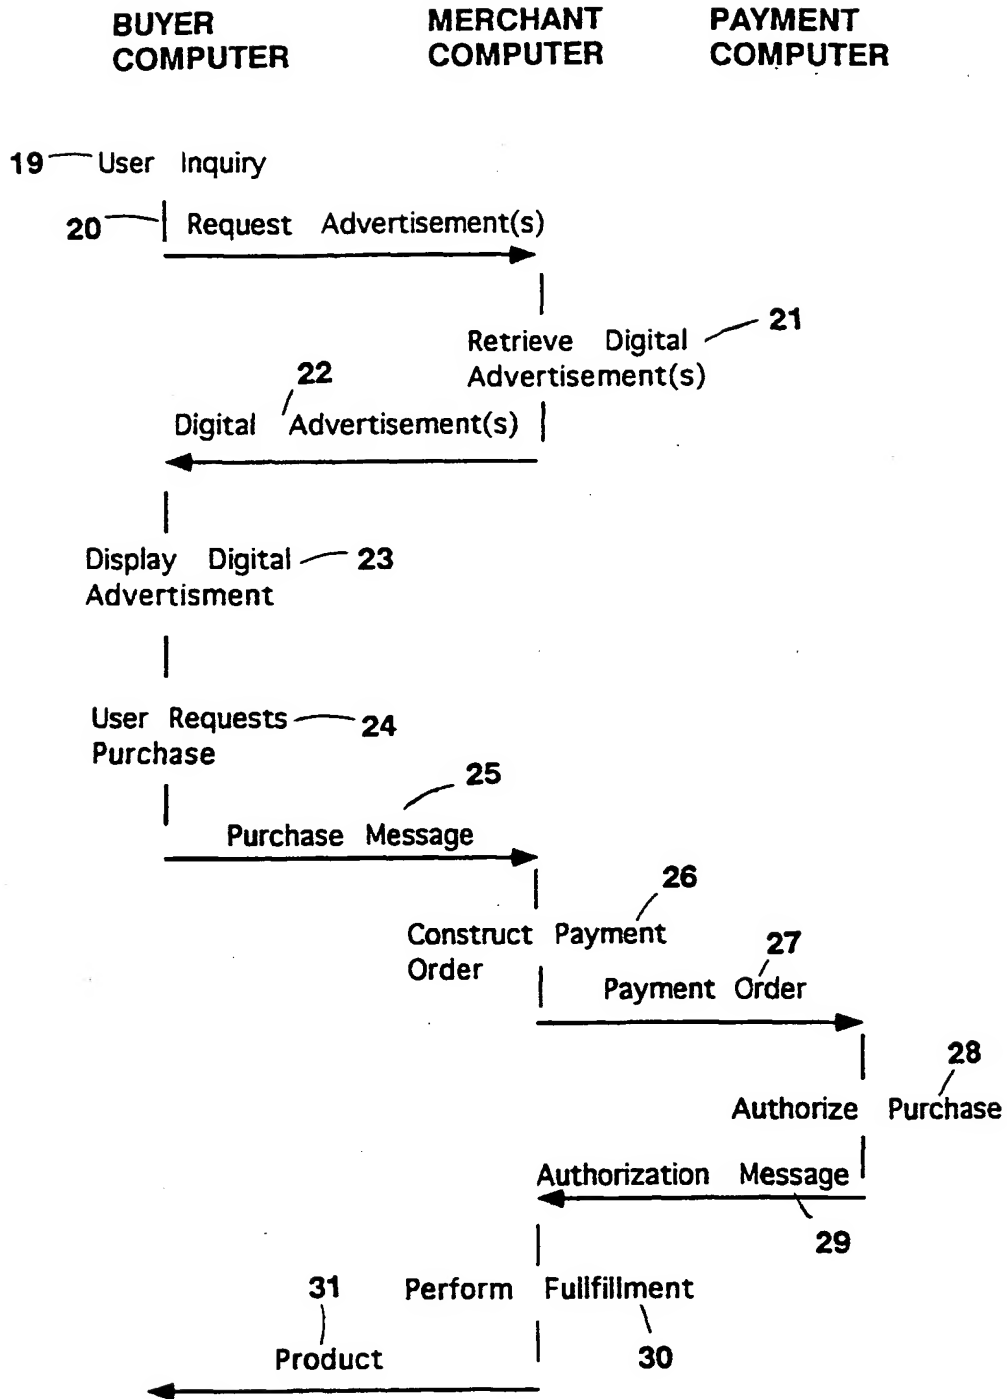 BUYER COMPUTER
MERCHANT COMPUTER
PAYMENT COMPUTER
19 User Inquiry
20 Request Advertisement(s)
21
Retrieve Digital
Advertisement(s)
22
Digital Advertisement(s)
Display Digital 23
Advertisment
User Requests 24
Purchase
25
Purchase Message
26
Construct Payment
Order
27
Payment Order
28
Authorize Purchase
Authorization Message
29
31
Perform Fullfillment
Product
30